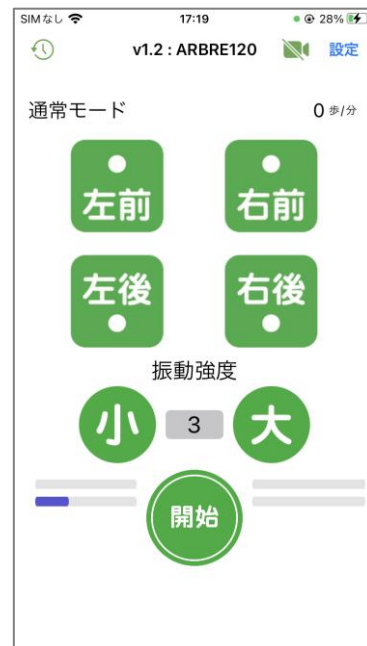 SIMなし 17:19 28%
v1.2 : ARBRE120 設定
通常モード 0 歩/分
左前 右前
左後 右後
振動強度
小 3 大
開始